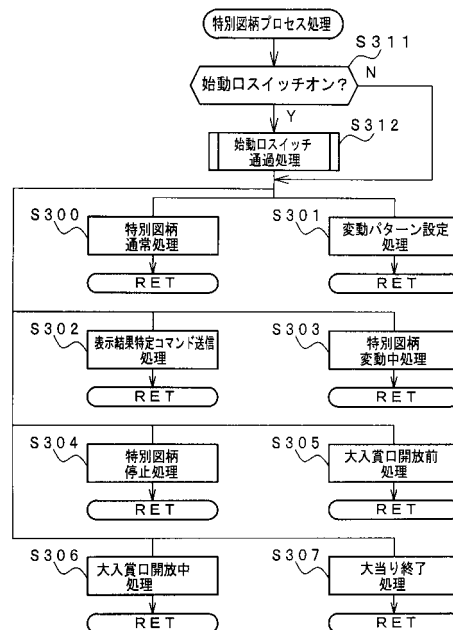 特別図柄プロセス処理
S311
始動口スイッチオン?
N
Y
S312
始動口スイッチ
通過処理
S300
特別図柄
通常処理
RET
S301
変動パターン設定
処理
RET
S302
表示結果特定コマンド送信
処理
RET
S303
特別図柄
変動中処理
RET
S304
特別図柄
停止処理
RET
S305
大入賞口開放前
処理
RET
S306
大入賞口開放中
処理
RET
S307
大当り終了
処理
RET